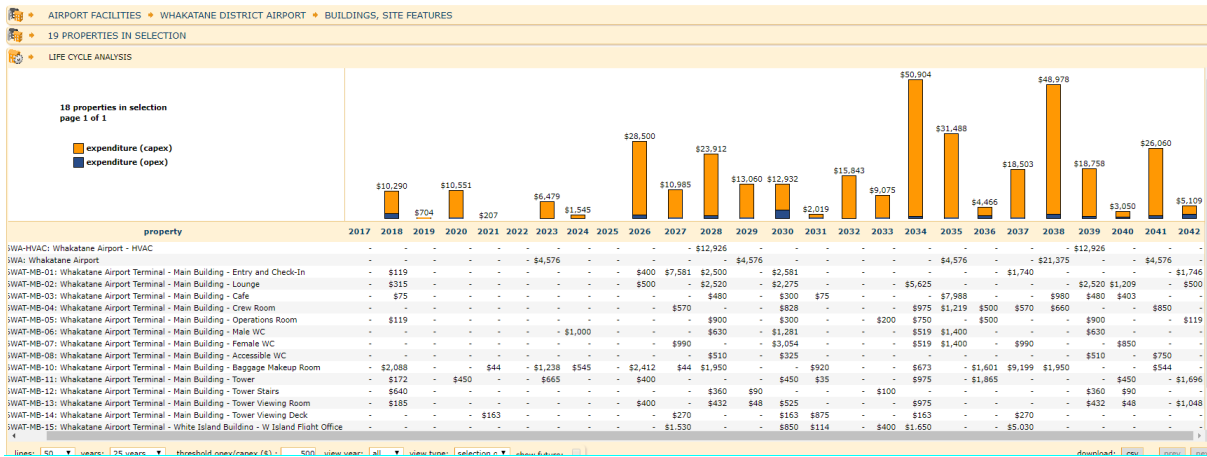 AIRPORT FACILITIES WHAKATANE DISTRICT AIRPORT BUILDINGS, SITE FEATURES
19 PROPERTIES IN SELECTION
LIFE CYCLE ANALYSIS
18 properties in selection
page 1 of 1
expenditure (capex)
expenditure (opex)
$10,290 $704 $10,551 $207 $6,479 $1,545 $28,500 $10,985 $23,912 $13,060 $12,932 $2,019 $15,843 $9,075 $50,904 $31,488 $4,466 $18,503 $48,978 $18,758 $3,050 $26,060 $5,109
property 2017 2018 2019 2020 2021 2022 2023 2024 2025 2026 2027 2028 2029 2030 2031 2032 2033 2034 2035 2036 2037 2038 2039 2040 2041 2042
SWA-HVAC: Whakatane Airport - HVAC - - - - - - - - - - - $12,926 - - - - - - - - - - $12,926 - - -
SWA: Whakatane Airport - - - - - - $4,576 - - - - - $4,576 - - - - - $4,576 - - $21,375 - - $4,576 -
SWAT-MB-01: Whakatane Airport Terminal - Main Building - Entry and Check-In - $119 - - - - - - - $400 $7,581 $2,500 - $2,581 - - - - - - $1,740 - - - - $1,746
SWAT-MB-02: Whakatane Airport Terminal - Main Building - Lounge - $315 - - - - - - - $500 - $2,520 - $2,275 - - - $5,625 - - - - $2,520 $1,209 - $500
SWAT-MB-03: Whakatane Airport Terminal - Main Building - Cafe - $75 - - - - - - - - - $480 - $300 $75 - - - $7,988 - - $980 $480 $403 - -
SWAT-MB-04: Whakatane Airport Terminal - Main Building - Crew Room - - - - - - - - - - $570 - - $828 - - - $975 $1,219 $500 $570 $660 - - $850 -
SWAT-MB-05: Whakatane Airport Terminal - Main Building - Operations Room - $119 - - - - - - - - - $900 - $300 - - $200 $750 - $500 - - $900 - - $119
SWAT-MB-06: Whakatane Airport Terminal - Main Building - Male WC - - - - - - - $1,000 - - - $630 - $1,281 - - - $519 $1,400 - - - $630 - - -
SWAT-MB-07: Whakatane Airport Terminal - Main Building - Female WC - - - - - - - - - - $990 - - $3,054 - - - $519 $1,400 - $990 - - $850 - -
SWAT-MB-08: Whakatane Airport Terminal - Main Building - Accessible WC - - - - - - - - - - - $510 - $325 - - - - - - - - $510 - $750 -
SWAT-MB-10: Whakatane Airport Terminal - Main Building - Baggage Makeup Room - $2,088 - - $44 - $1,238 $545 - $2,412 $44 $1,950 - - $920 - - $673 - $1,601 $9,199 $1,950 - - $544 -
SWAT-MB-11: Whakatane Airport Terminal - Main Building - Tower - $172 - $450 - - $665 - - $400 - - - $450 $35 - - $975 - $1,865 - - - $450 - $1,696
SWAT-MB-12: Whakatane Airport Terminal - Main Building - Tower Stairs - $640 - - - - - - - - - $360 $90 - - - $100 - - - - - $360 $90 - -
SWAT-MB-13: Whakatane Airport Terminal - Main Building - Tower Viewing Room - $185 - - - - - - - $400 - $432 $48 $525 - - - $975 - - - - $432 $48 - $1,048
SWAT-MB-14: Whakatane Airport Terminal - Main Building - Tower Viewing Deck - - - - $163 - - - - - $270 - - $163 $875 - - $163 - - $270 - - - - -
SWAT-MB-15: Whakatane Airport Terminal - White Island Building - W Island Flight Office - - - - - - - - - - $1,530 - - $850 $114 - $400 $1,650 - - $5,030 - - - - -
lines: 50 years: 25 years threshold opex/capex ($) : 500 view year: all view type: selection o show future: download: csv prev nex